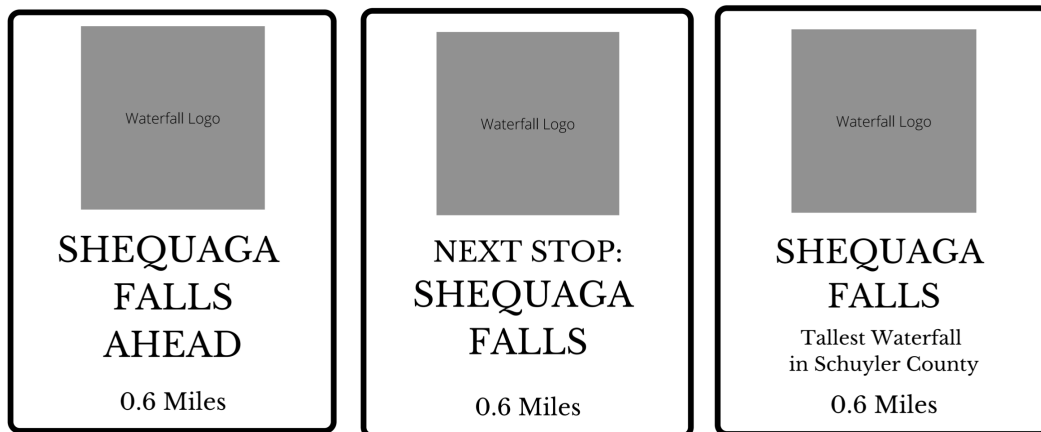 Waterfall Logo
SHEQUAGA
FALLS
AHEAD
0.6 Miles
Waterfall Logo
NEXT STOP:
SHEQUAGA
FALLS
0.6 Miles
Waterfall Logo
SHEQUAGA
FALLS
Tallest Waterfall
in Schuyler County
0.6 Miles